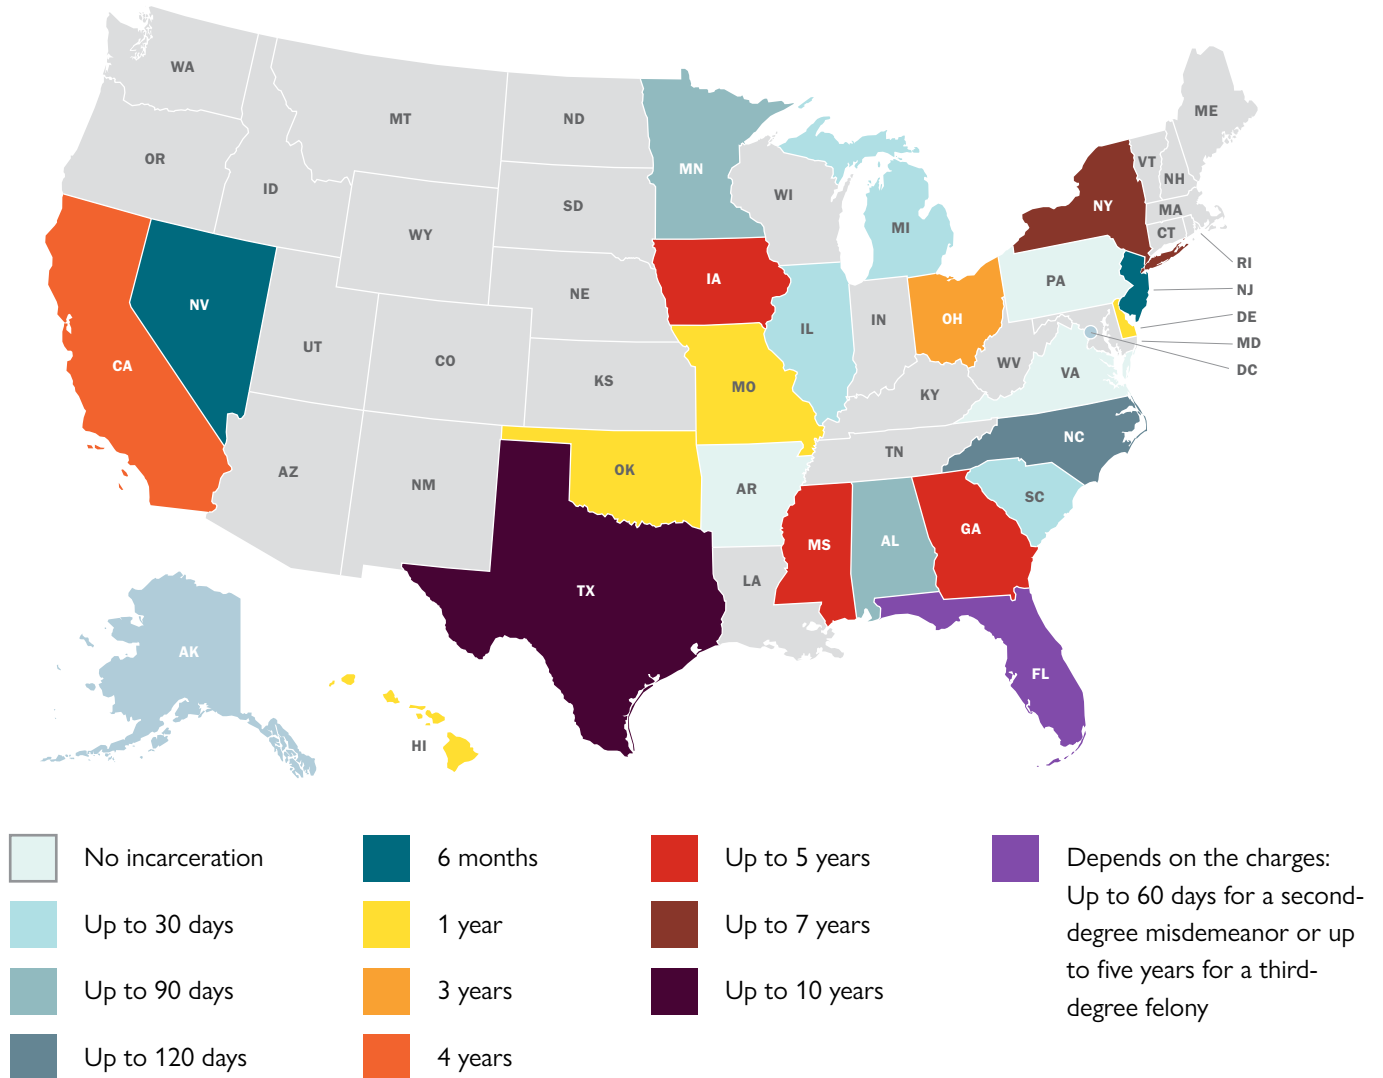 WA
ME
MT
ND
OR
VT
MN
NH
ID
WI
SD
NY
MA
WY
MI
CT
RI
IA
PA
NJ
NE
NV
DE
IN
OH
IL
MD
UT
CO
WV
CA
DC
VA
KS
MO
KY
NC
TN
OK
AZ
NM
AR
SC
GA
AL
MS
LA
TX
AK
FL
HI
No incarceration
Up to 30 days
Up to 90 days
Up to 120 days
6 months
1 year
3 years
4 years
Up to 5 years
Up to 7 years
Up to 10 years
Depends on the charges:
Up to 60 days for a second-
degree misdemeanor or up
to five years for a third-
degree felony